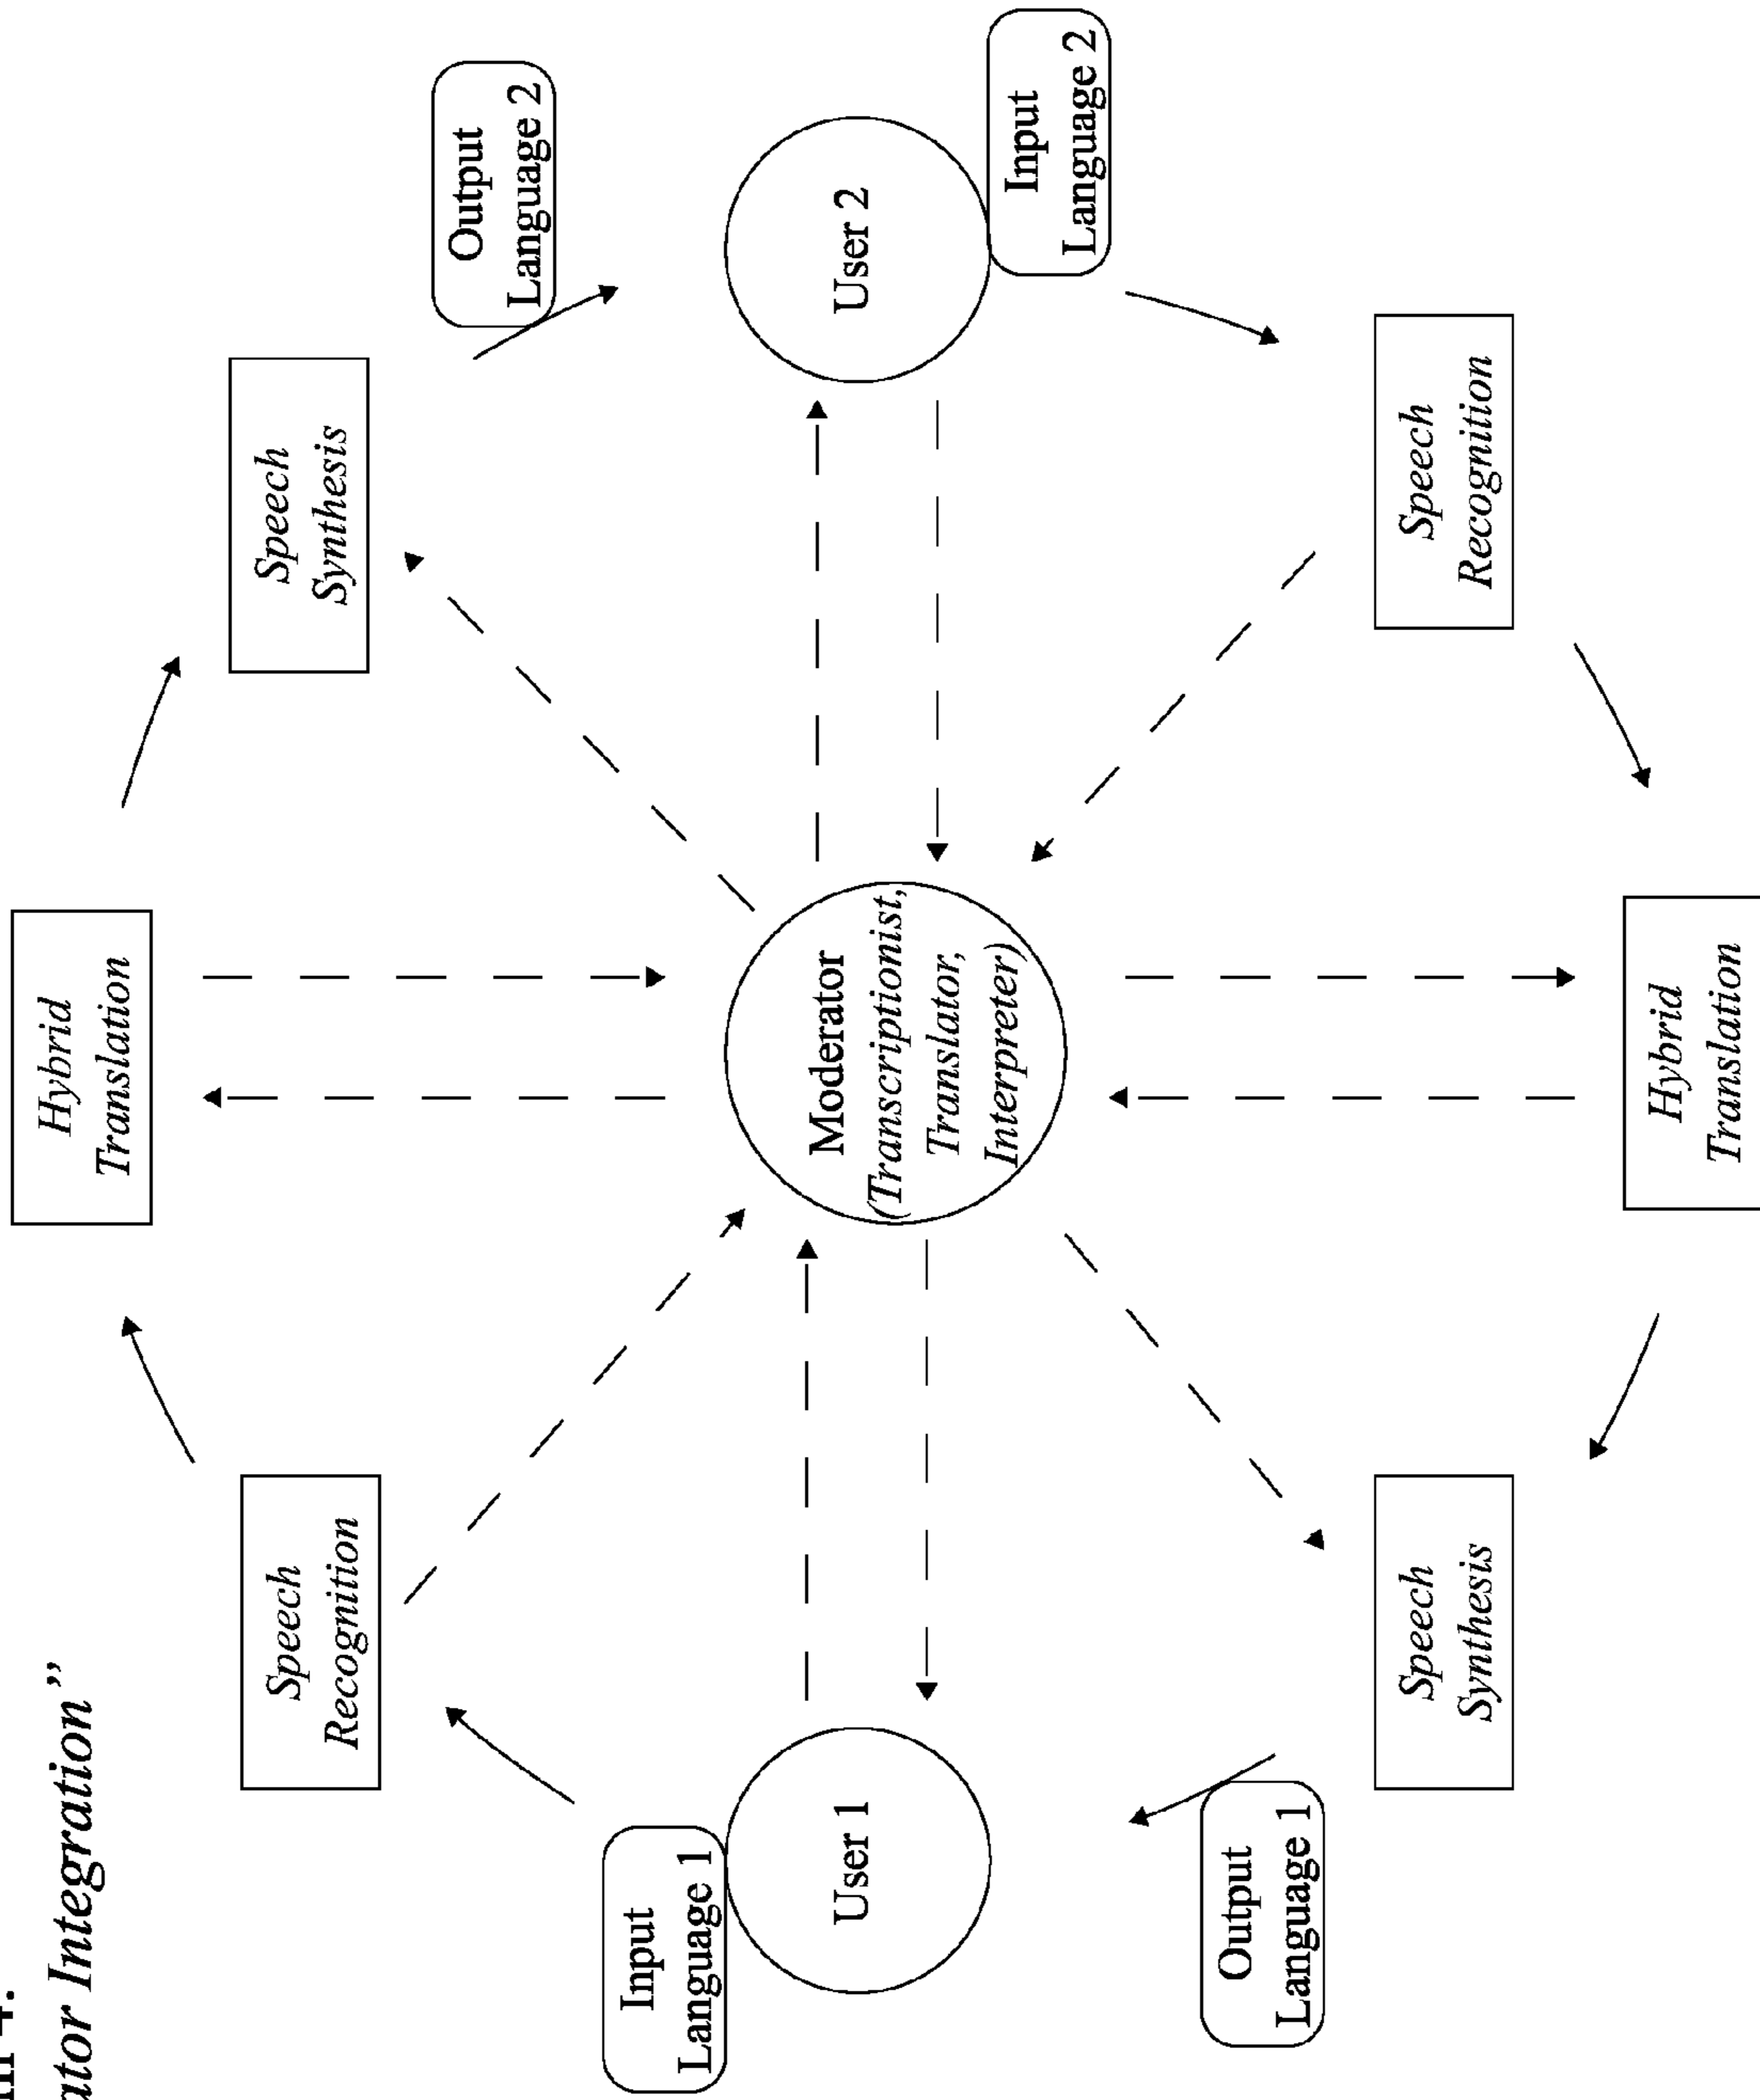 Integration”
Hybrid
Translation
Speech
Recognition
Speech
Synthesis
Output
Language 2
Input
Language 1
User 1
Moderator
(Transcriptionist,
Translator,
Interpreter)
User 2
Input
Language 2
Output
Language 1
Speech
Synthesis
Speech
Recognition
Hybrid
Translation